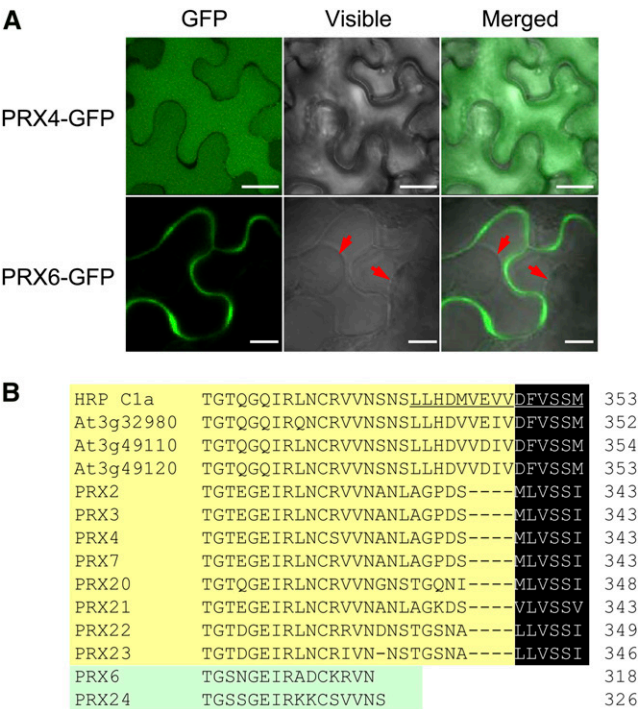 A
GFP Visible Merged
PRX4-GFP
PRX6-GFP
B
HRP C1a TGTQGQIRLNCRVVNSNSLLHDMVEVVDFVSSM 353
At3g32980 TGTQGQIRQNCRVVNSNSLLHDVVEIVDFVSSM 352
At3g49110 TGTQGQIRLNCRVVNSNSLLHDVVDIVDFVSSM 354
At3g49120 TGTQGQIRLNCRVVNSNSLLHDVVDIVDFVSSM 353
PRX2 TGTEGEIRLNCRVVNANLAGPDS----MLVSSI 343
PRX3 TGTEGEIRLNCRVVNANLAGPDS----MLVSSI 343
PRX4 TGTEGEIRLNCSVVNANLAGPDS----MLVSSI 343
PRX7 TGTEGEIRLNCSVVNANLAGPDS----MLVSSI 343
PRX20 TGTQGEIRLNCRVVNGNSTGQNI----MLVSSI 348
PRX21 TGTEGEIRLNCRVVNANLAGKDS----VLVSSV 343
PRX22 TGTDGEIRLNCRRVNDNSTGSNA----LLVSSI 349
PRX23 TGTDGEIRLNCRIVN-NSTGSNA----LLVSSI 346
PRX6 TGSNGEIRADCKRVN 318
PRX24 TGSSGEIRKKCSVVNS 326